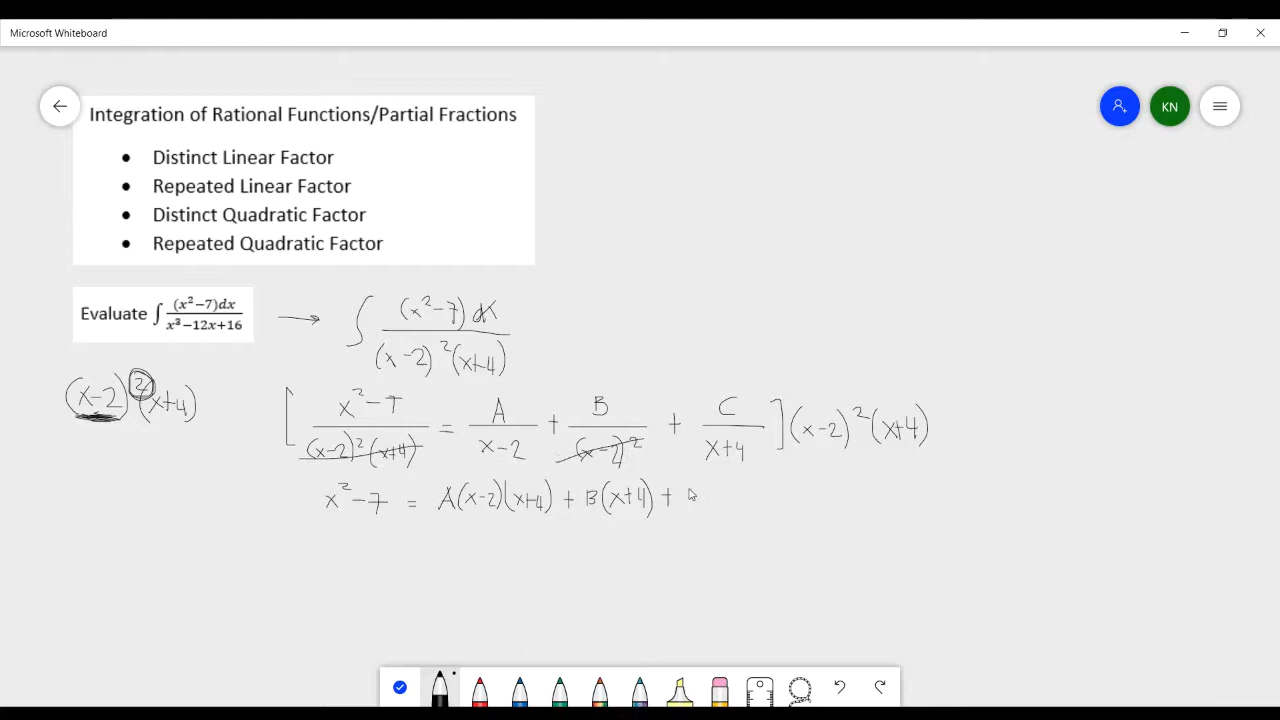 Microsoft Whiteboard
KN
Integration of Rational Functions/Partial Fractions
• Distinct Linear Factor
• Repeated Linear Factor
• Distinct Quadratic Factor
• Repeated Quadratic Factor
Evaluate ∫ (x²−7)dx / x³−12x+16 → ∫ (x²−7) dx / (x−2)²(x+4)
(x−2)²(x+4)
[ x²−7 / (x−2)²(x+4) = A / x−2 + B / (x−2)² + C / x+4 ] (x−2)²(x+4)
x²−7 = A(x−2)(x+4) + B(x+4) +